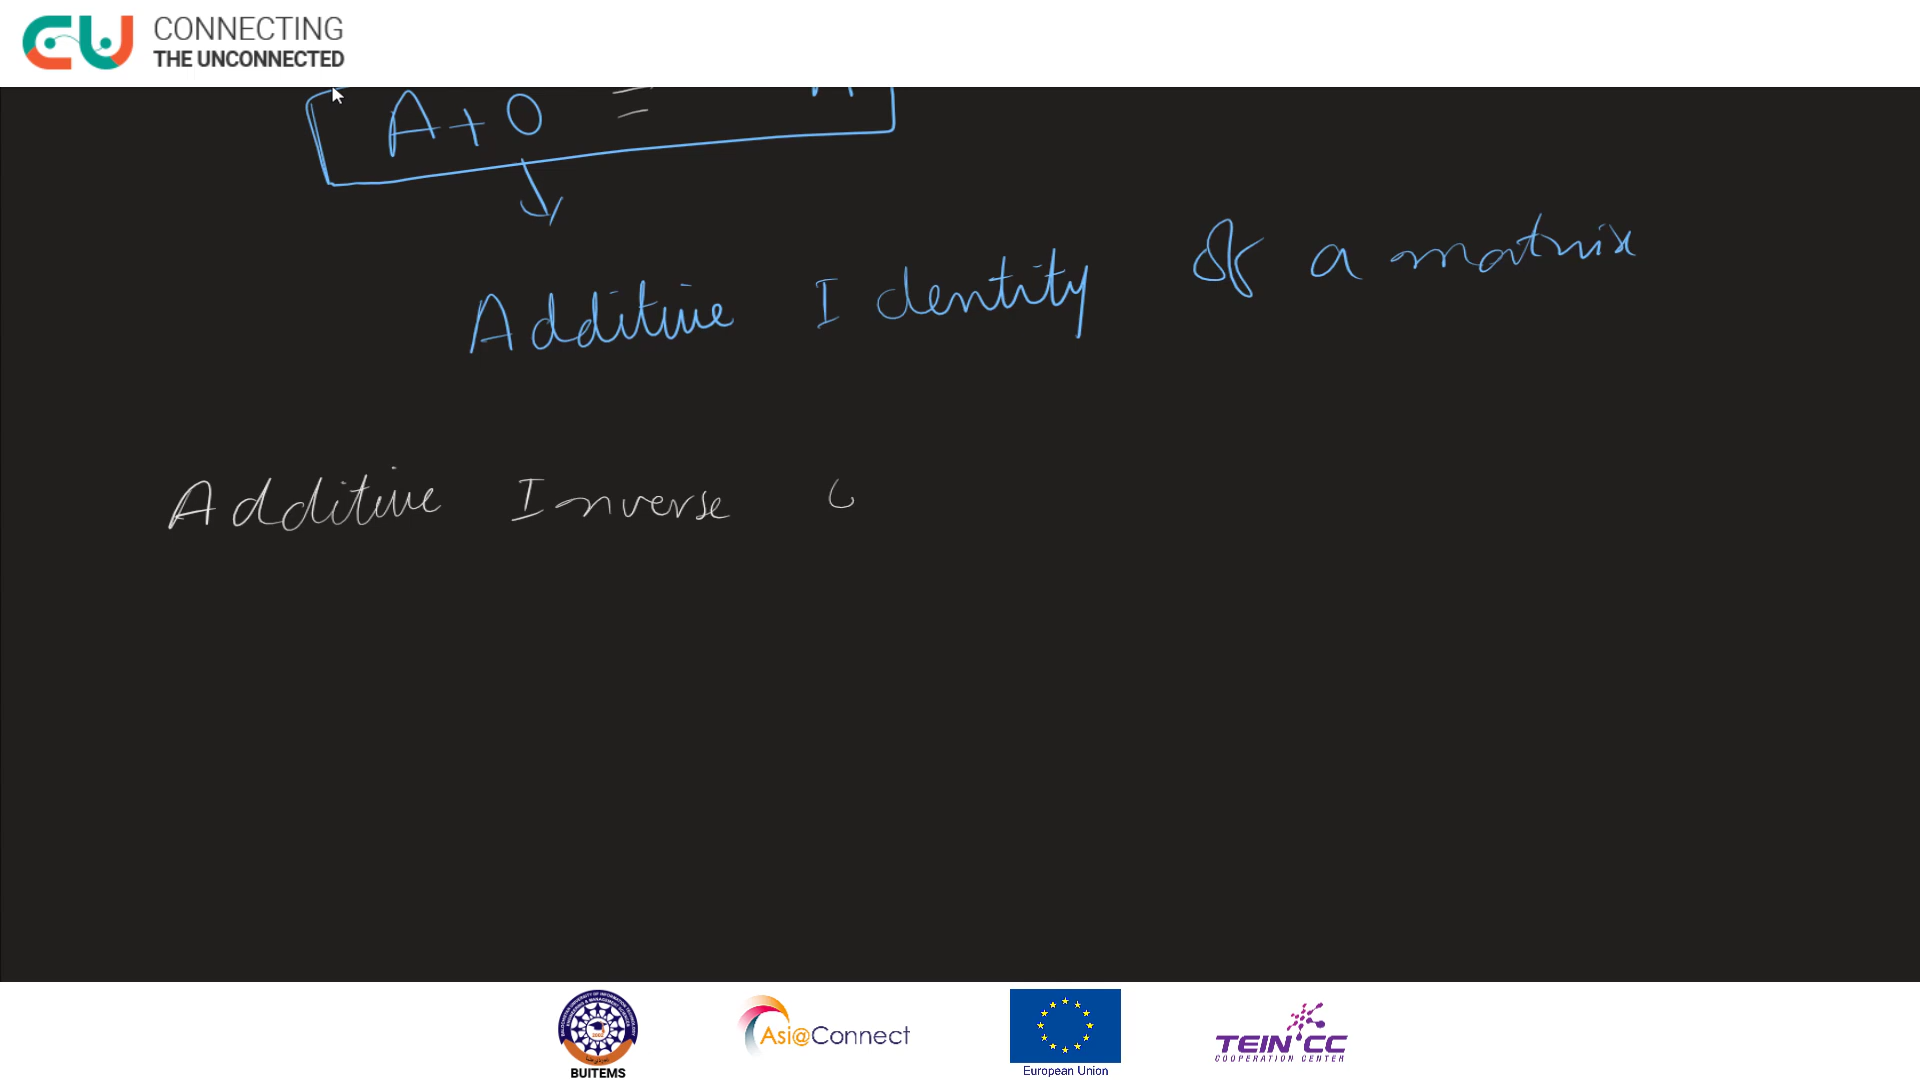 CONNECTING
THE UNCONNECTED
A+0 = A
Additive Identity of a matrix
Additive Inverse
BUITEMS
Asi@Connect
European Union
TEIN*CC
COOPERATION CENTER